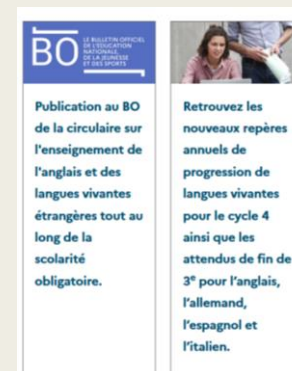 BO
LE BULLETIN OFFICIEL
DE L'ÉDUCATION
NATIONALE,
DE LA JEUNESSE
ET DES SPORTS
Publication au BO
de la circulaire sur
l'enseignement de
l'anglais et des
langues vivantes
étrangères tout au
long de la
scolarité
obligatoire.
Retrouvez les
nouveaux repères
annuels de
progression de
langues vivantes
pour le cycle 4
ainsi que les
attendus de fin de
3e pour l'anglais,
l'allemand,
l'espagnol et
l'italien.